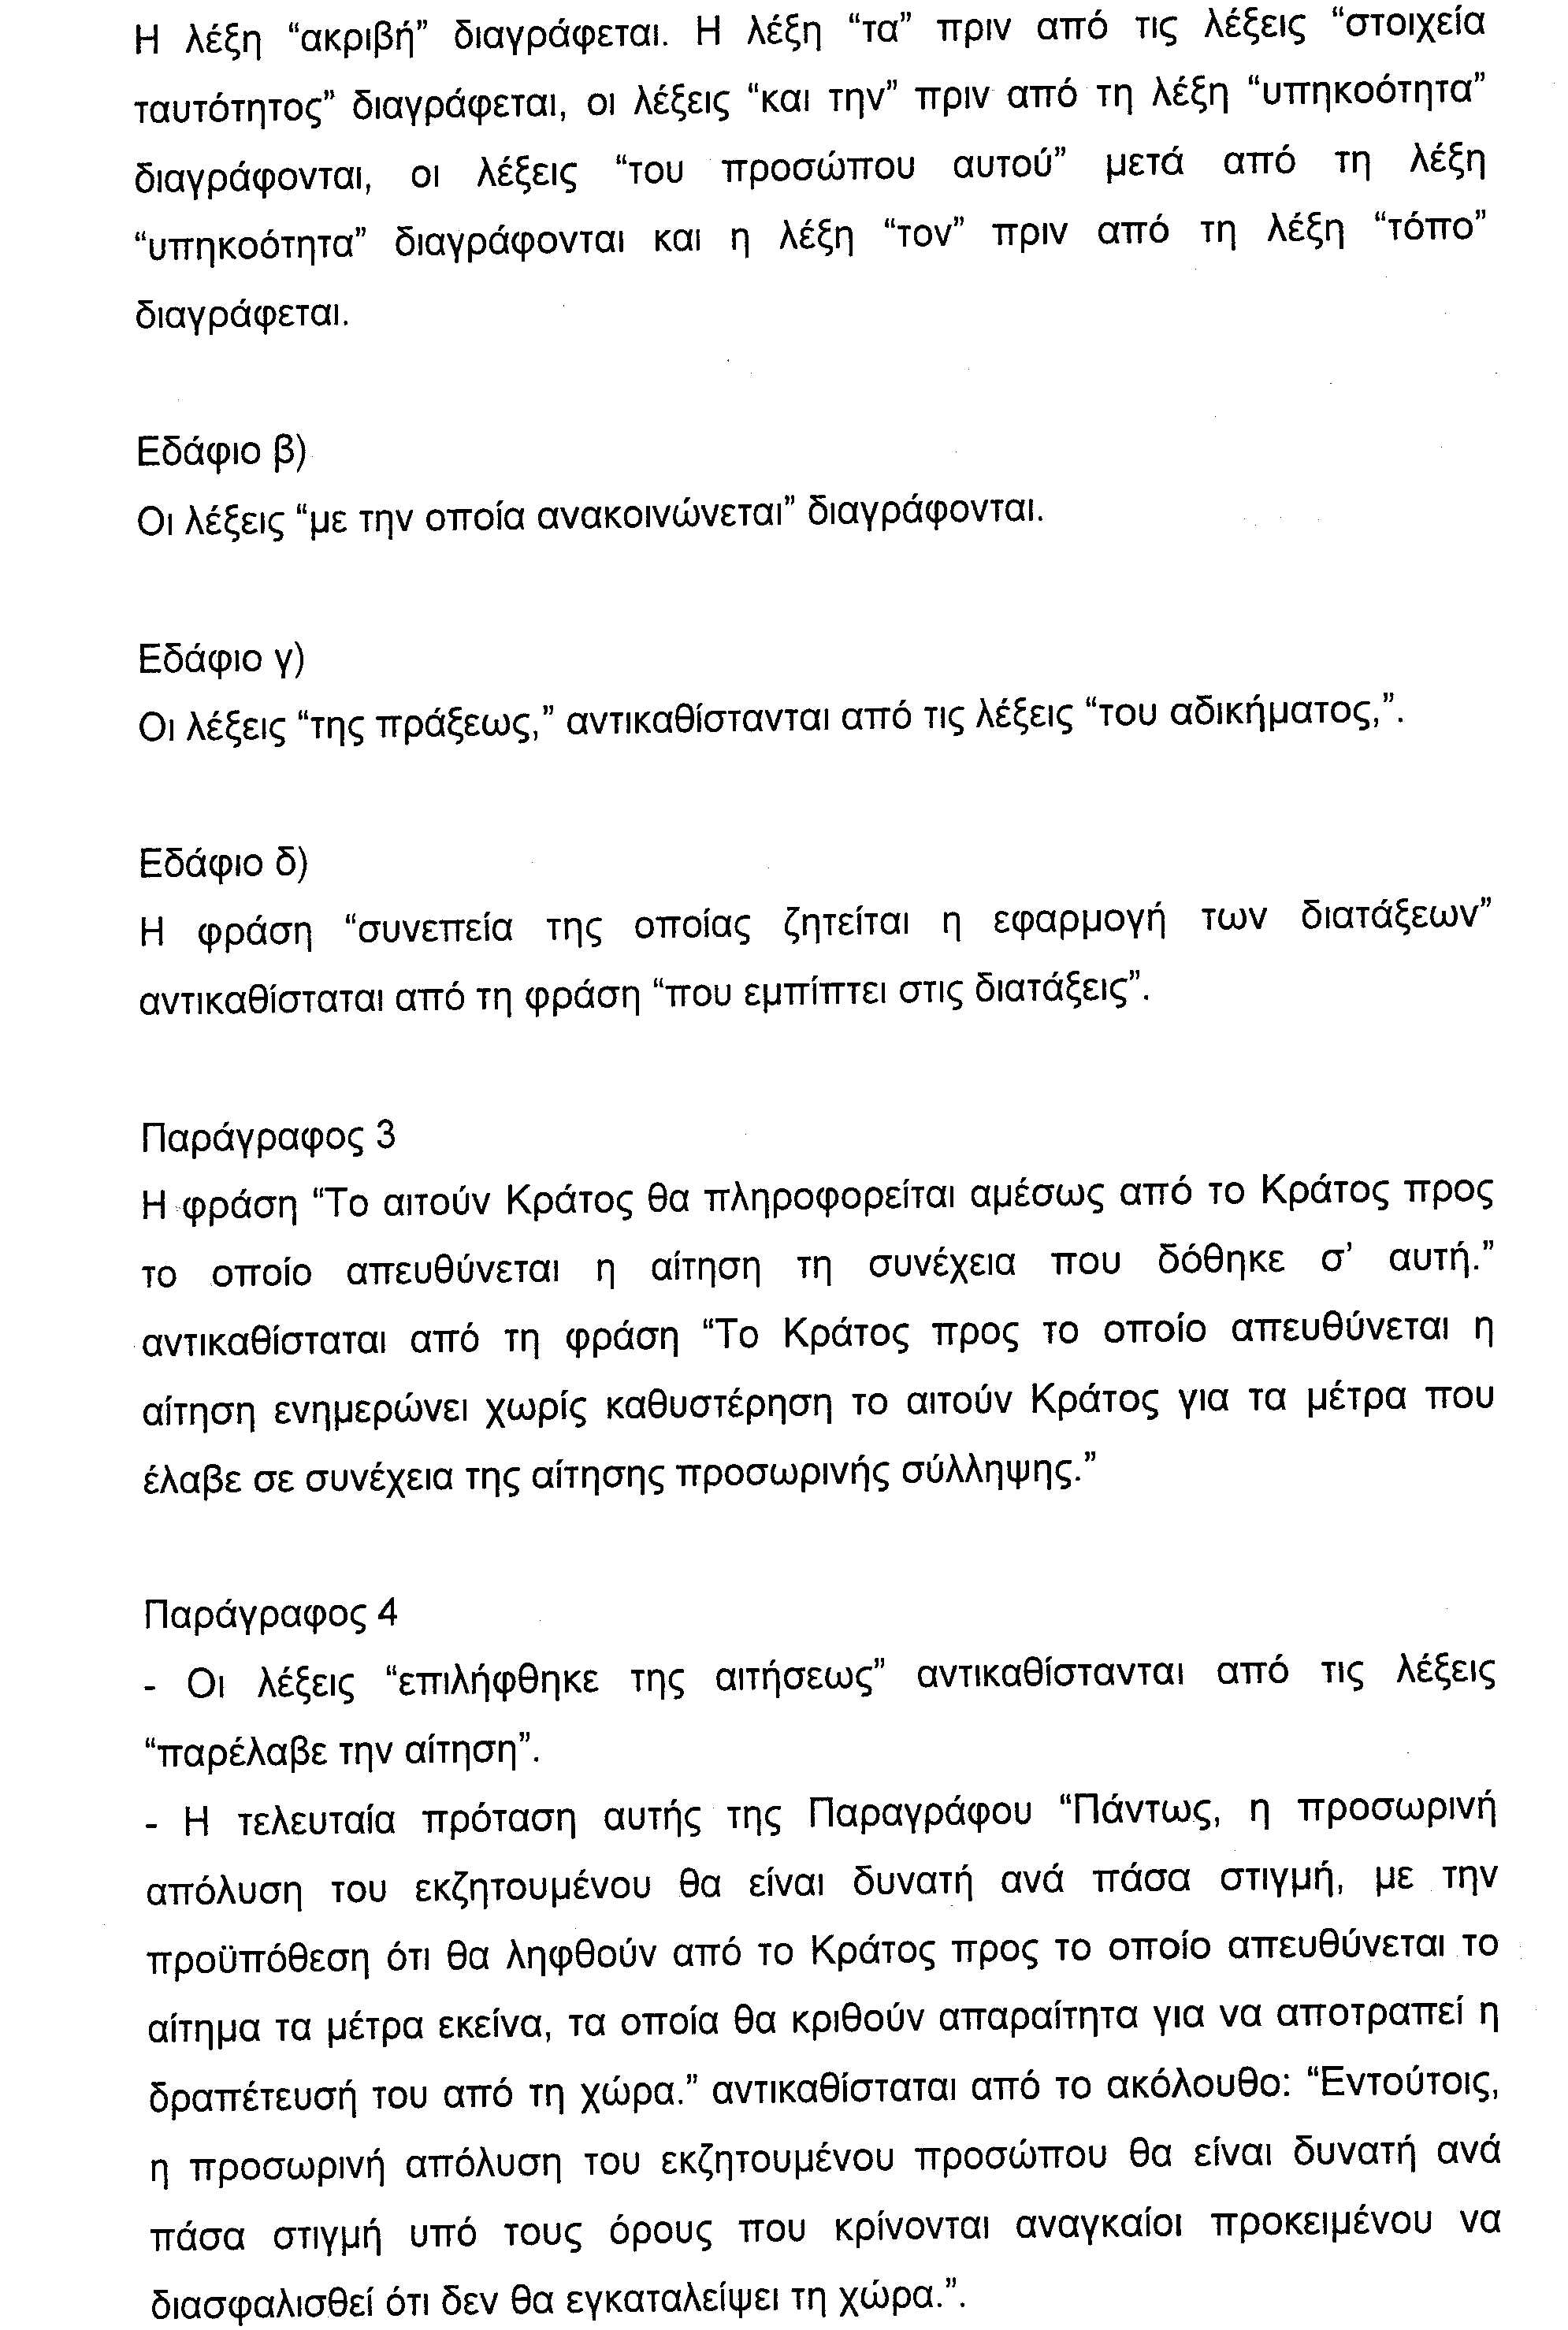 Η λέξη “ακριβή” διαγράφεται. Η λέξη “τα” πριν από τις λέξεις “στοιχεία
ταυτότητος” διαγράφεται, οι λέξεις “και την” πριν από τη λέξη “υπηκοότητα”
διαγράφονται, οι λέξεις “του προσώπου αυτού” μετά από τη λέξη
“υπηκοότητα” διαγράφονται και η λέξη “τον” πριν από τη λέξη “τόπο”
διαγράφεται.
Εδάφιο β)
Οι λέξεις “με την οποία ανακοινώνεται” διαγράφονται.
Εδάφιο γ)
Οι λέξεις “της πράξεως,” αντικαθίστανται από τις λέξεις “του αδικήματος,”.
Εδάφιο δ)
Η φράση “συνεπεία της οποίας ζητείται η εφαρμογή των διατάξεων”
αντικαθίσταται από τη φράση “που εμπίπτει στις διατάξεις”.
Παράγραφος 3
Η φράση “Το αιτούν Κράτος θα πληροφορείται αμέσως από το Κράτος προς
το οποίο απευθύνεται η αίτηση τη συνέχεια που δόθηκε σ’ αυτή.”
αντικαθίσταται από τη φράση “Το Κράτος προς το οποίο απευθύνεται η
αίτηση ενημερώνει χωρίς καθυστέρηση το αιτούν Κράτος για τα μέτρα που
έλαβε σε συνέχεια της αίτησης προσωρινής σύλληψης.”
Παράγραφος 4
- Οι λέξεις “επιλήφθηκε της αιτήσεως” αντικαθίστανται από τις λέξεις
“παρέλαβε την αίτηση”.
- Η τελευταία πρόταση αυτής της Παραγράφου “Πάντως, η προσωρινή
απόλυση του εκζητουμένου θα είναι δυνατή ανά πάσα στιγμή, με την
προϋπόθεση ότι θα ληφθούν από το Κράτος προς το οποίο απευθύνεται το
αίτημα τα μέτρα εκείνα, τα οποία θα κριθούν απαραίτητα για να αποτραπεί η
δραπέτευσή του από τη χώρα.” αντικαθίσταται από το ακόλουθο: “Εντούτοις,
η προσωρινή απόλυση του εκζητουμένου προσώπου θα είναι δυνατή ανά
πάσα στιγμή υπό τους όρους που κρίνονται αναγκαίοι προκειμένου να
διασφαλισθεί ότι δεν θα εγκαταλείψει τη χώρα.”.